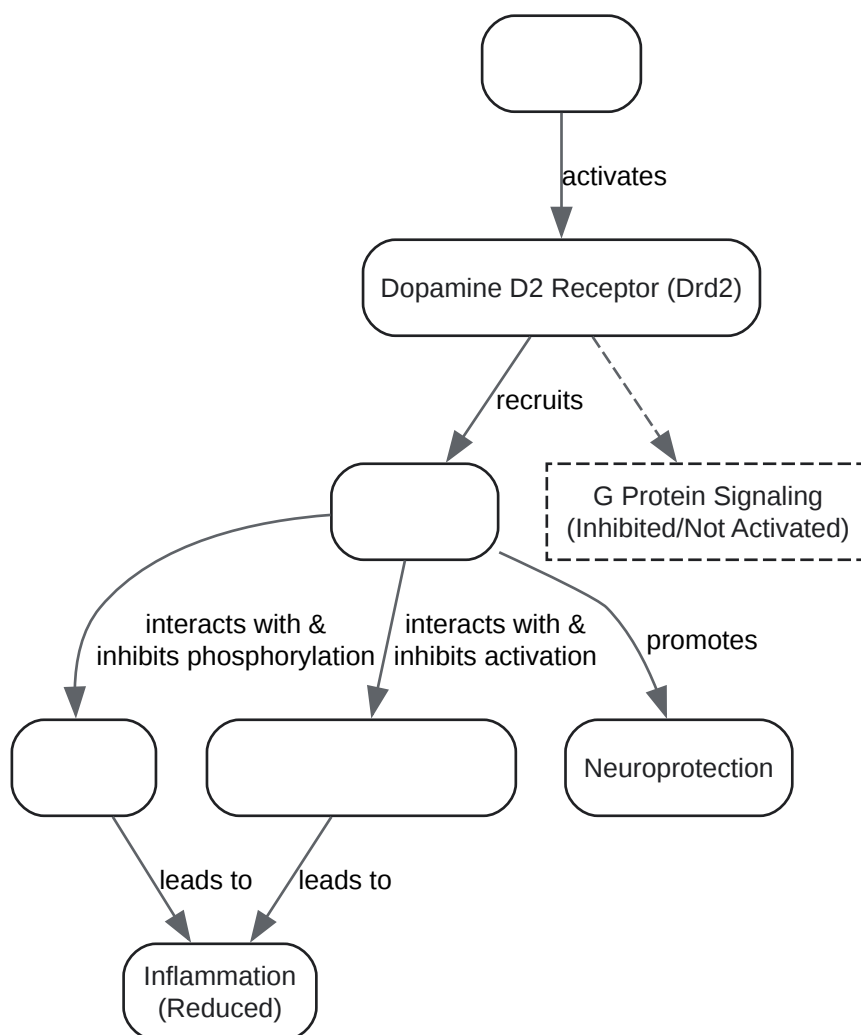 activates
Dopamine D2 Receptor (Drd2)
recruits
G Protein Signaling
(Inhibited/Not Activated)
interacts with &
inhibits phosphorylation
interacts with &
inhibits activation
promotes
Neuroprotection
leads to
leads to
Inflammation
(Reduced)